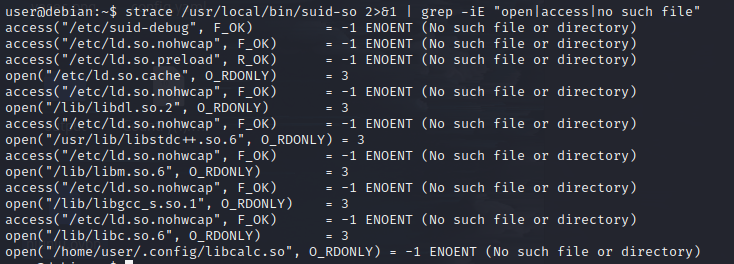 user@debian:~$ strace /usr/local/bin/suid-so 2>&1 | grep -iE "open|access|no such file"
access("/etc/suid-debug", F_OK)         = -1 ENOENT (No such file or directory)
access("/etc/ld.so.nohwcap", F_OK)      = -1 ENOENT (No such file or directory)
access("/etc/ld.so.preload", R_OK)      = -1 ENOENT (No such file or directory)
open("/etc/ld.so.cache", O_RDONLY)      = 3
access("/etc/ld.so.nohwcap", F_OK)      = -1 ENOENT (No such file or directory)
open("/lib/libdl.so.2", O_RDONLY)       = 3
access("/etc/ld.so.nohwcap", F_OK)      = -1 ENOENT (No such file or directory)
open("/usr/lib/libstdc++.so.6", O_RDONLY) = 3
access("/etc/ld.so.nohwcap", F_OK)      = -1 ENOENT (No such file or directory)
open("/lib/libm.so.6", O_RDONLY)        = 3
access("/etc/ld.so.nohwcap", F_OK)      = -1 ENOENT (No such file or directory)
open("/lib/libgcc_s.so.1", O_RDONLY)    = 3
access("/etc/ld.so.nohwcap", F_OK)      = -1 ENOENT (No such file or directory)
open("/lib/libc.so.6", O_RDONLY)        = 3
open("/home/user/.config/libcalc.so", O_RDONLY) = -1 ENOENT (No such file or directory)